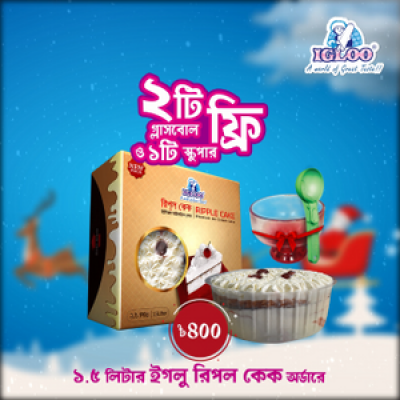 IGLOO
A world of Great Taste!!
২টি
গ্লাসবোল
ফ্রি
ও ১টি স্কুপার
রিপল কেক RIPPLE CAKE
৳800
১.৫ লিটার ইগলু রিপল কেক অর্ডারে